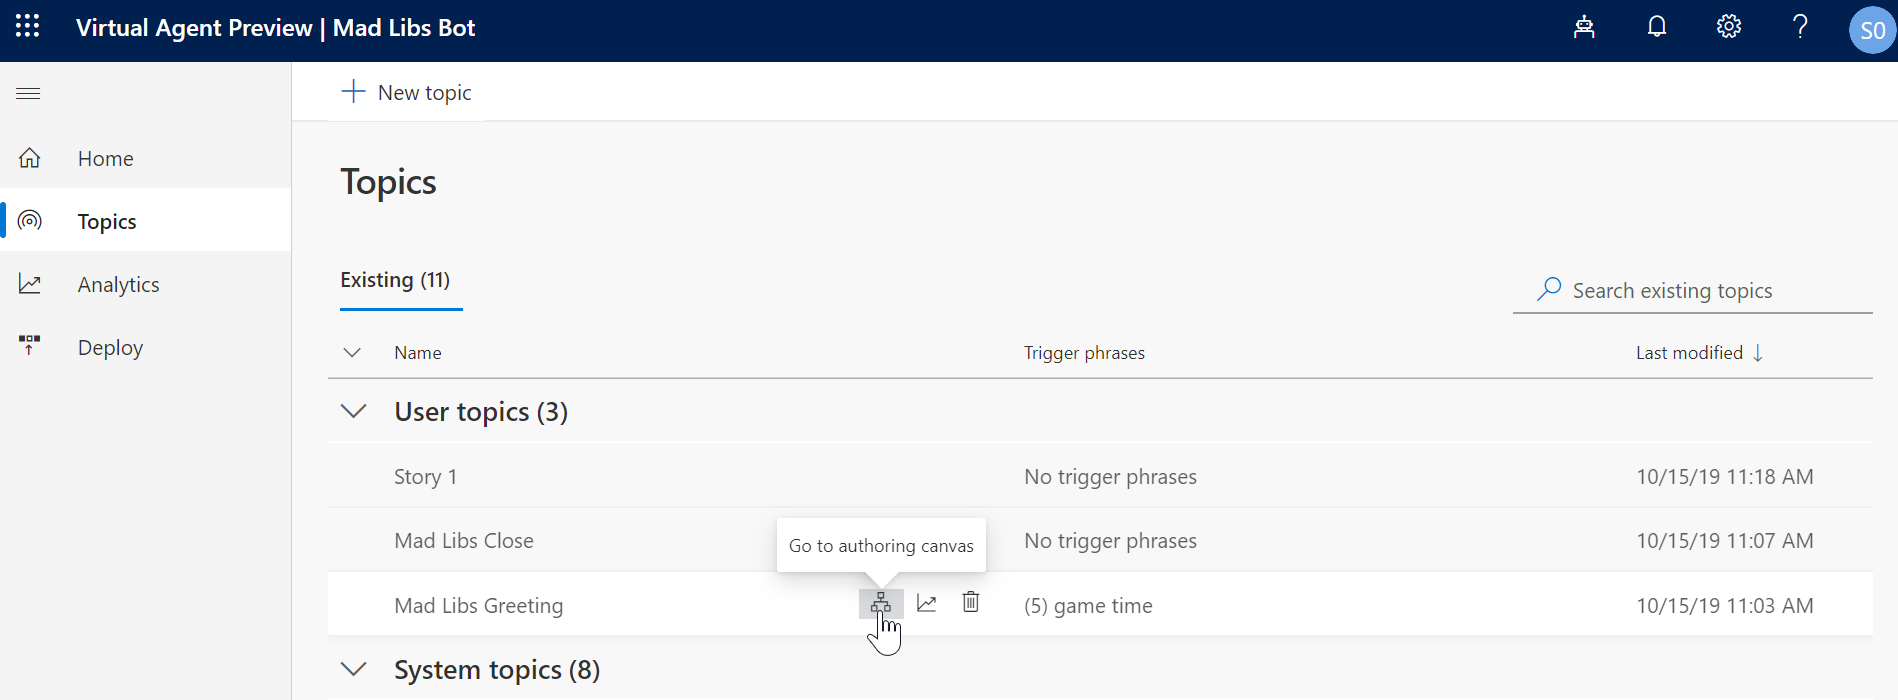 Virtual Agent Preview | Mad Libs Bot
S0
New topic
Home
Topics
Analytics
Deploy
Topics
Existing (11)
Search existing topics
Name Trigger phrases Last modified ↓
User topics (3)
Story 1 No trigger phrases 10/15/19 11:18 AM
Mad Libs Close No trigger phrases 10/15/19 11:07 AM
Go to authoring canvas
Mad Libs Greeting (5) game time 10/15/19 11:03 AM
System topics (8)